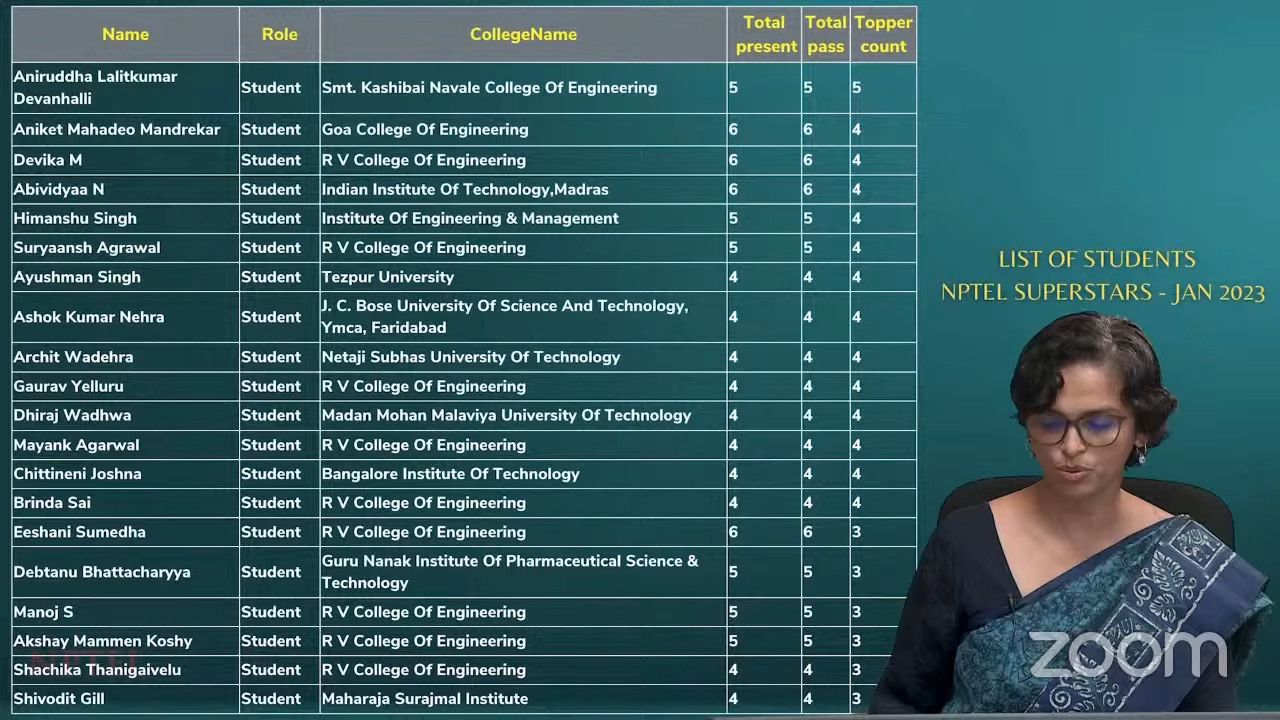 Name Role CollegeName Total present Total pass Topper count
Aniruddha Lalitkumar Devanhalli Student Smt. Kashibai Navale College Of Engineering 5 5 5
Aniket Mahadeo Mandrekar Student Goa College Of Engineering 6 6 4
Devika M Student R V College Of Engineering 6 6 4
Abividyaa N Student Indian Institute Of Technology,Madras 6 6 4
Himanshu Singh Student Institute Of Engineering & Management 5 5 4
Suryaansh Agrawal Student R V College Of Engineering 5 5 4
Ayushman Singh Student Tezpur University 4 4 4
Ashok Kumar Nehra Student J. C. Bose University Of Science And Technology, Ymca, Faridabad 4 4 4
Archit Wadehra Student Netaji Subhas University Of Technology 4 4 4
Gaurav Yelluru Student R V College Of Engineering 4 4 4
Dhiraj Wadhwa Student Madan Mohan Malaviya University Of Technology 4 4 4
Mayank Agarwal Student R V College Of Engineering 4 4 4
Chittineni Joshna Student Bangalore Institute Of Technology 4 4 4
Brinda Sai Student R V College Of Engineering 4 4 4
Eeshani Sumedha Student R V College Of Engineering 6 6 3
Debtanu Bhattacharyya Student Guru Nanak Institute Of Pharmaceutical Science & Technology 5 5 3
Manoj S Student R V College Of Engineering 5 5 3
Akshay Mammen Koshy Student R V College Of Engineering 5 5 3
Shachika Thanigaivelu Student R V College Of Engineering 4 4 3
Shivodit Gill Student Maharaja Surajmal Institute 4 4 3
LIST OF STUDENTS
NPTEL SUPERSTARS - JAN 2023
zoom
NPTEL